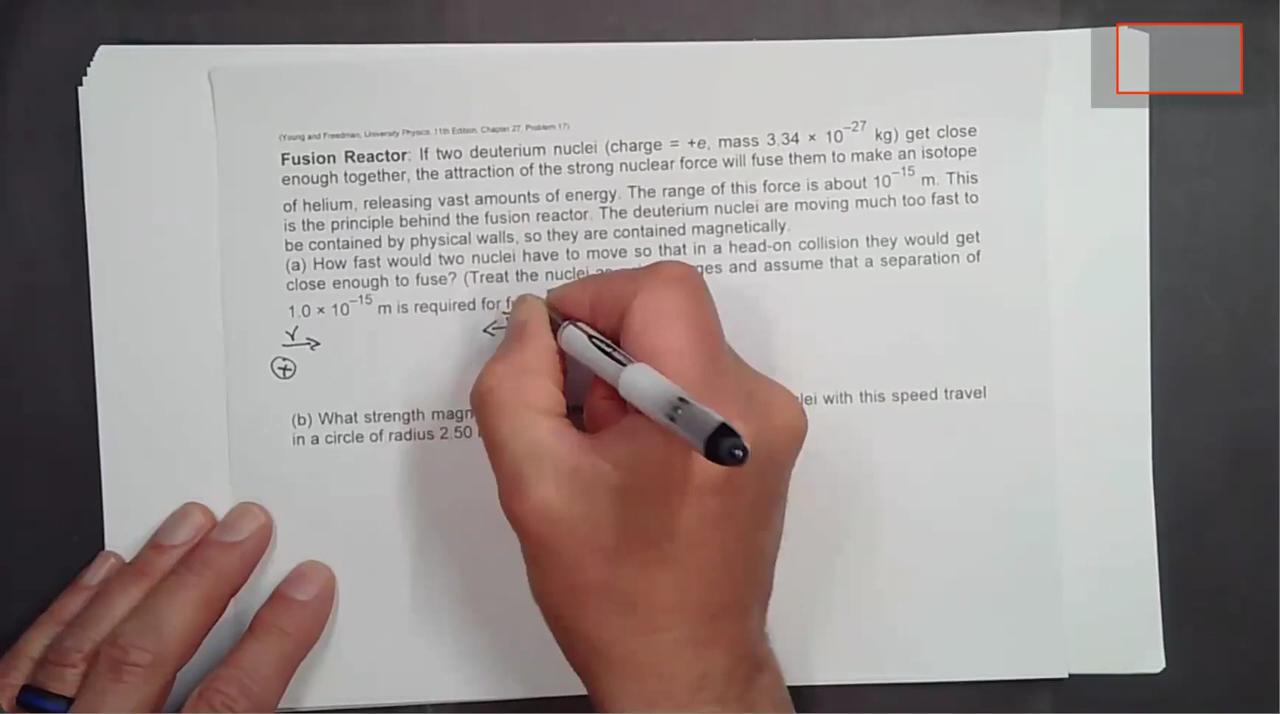 (Young and Freedman, University Physics, 11th Edition, Chapter 27, Problem 17)
Fusion Reactor: If two deuterium nuclei (charge = +e, mass 3.34 × 10⁻²⁷ kg) get close
enough together, the attraction of the strong nuclear force will fuse them to make an isotope
of helium, releasing vast amounts of energy. The range of this force is about 10⁻¹⁵ m. This
is the principle behind the fusion reactor. The deuterium nuclei are moving much too fast to
be contained by physical walls, so they are contained magnetically.
(a) How fast would two nuclei have to move so that in a head-on collision they would get
close enough to fuse? (Treat the nuclei and assume that a separation of
1.0 × 10⁻¹⁵ m is required for
v
+
(b) What strength with this speed travel
in a circle of radius 2.50